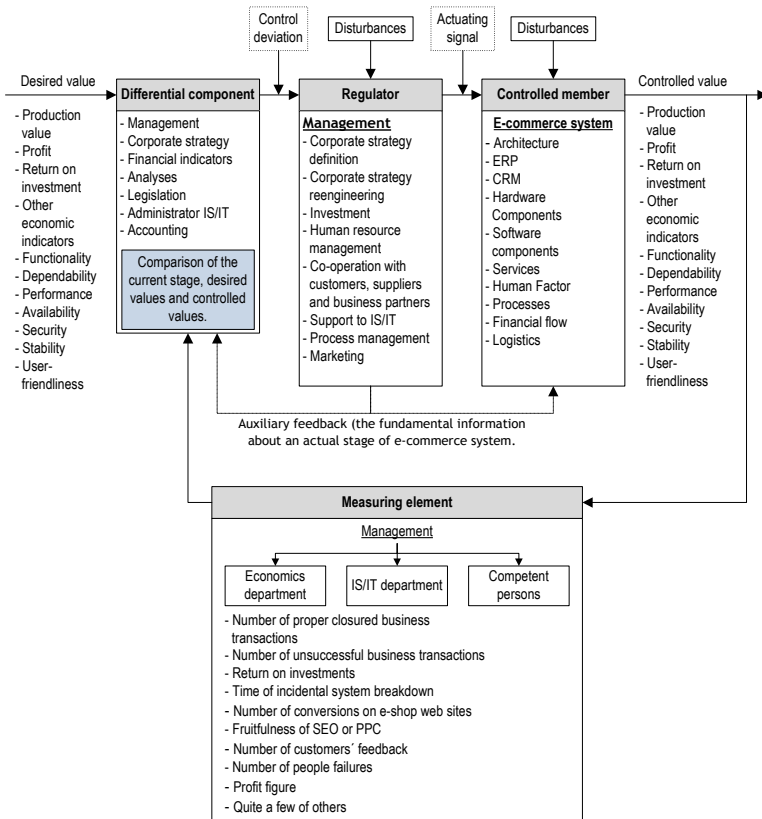 Control
deviation
Disturbances
Actuating
signal
Disturbances
Desired value
Differential component
Regulator
Controlled member
Controlled value
- Production
value
- Profit
- Return on
investment
- Other
economic
indicators
- Functionality
- Dependability
- Performance
- Availability
- Security
- Stability
- User-
friendliness
- Management
- Corporate strategy
- Financial indicators
- Analyses
- Legislation
- Administrator IS/IT
- Accounting
Comparison of the
current stage, desired
values and controlled
values.
Management
- Corporate strategy
definition
- Corporate strategy
reengineering
- Investment
- Human resource
management
- Co-operation with
customers, suppliers
and business partners
- Support to IS/IT
- Process management
- Marketing
E-commerce system
- Architecture
- ERP
- CRM
- Hardware
Components
- Software
components
- Services
- Human Factor
- Processes
- Financial flow
- Logistics
- Production
value
- Profit
- Return on
investment
- Other
economic
indicators
- Functionality
- Dependability
- Performance
- Availability
- Security
- Stability
- User-
friendliness
Auxiliary feedback (the fundamental information
about an actual stage of e-commerce system.
Measuring element
Management
Economics
department
IS/IT department
Competent
persons
- Number of proper closured business
transactions
- Number of unsuccessful business transactions
- Return on investments
- Time of incidental system breakdown
- Number of conversions on e-shop web sites
- Fruitfulness of SEO or PPC
- Number of customers´ feedback
- Number of people failures
- Profit figure
- Quite a few of others